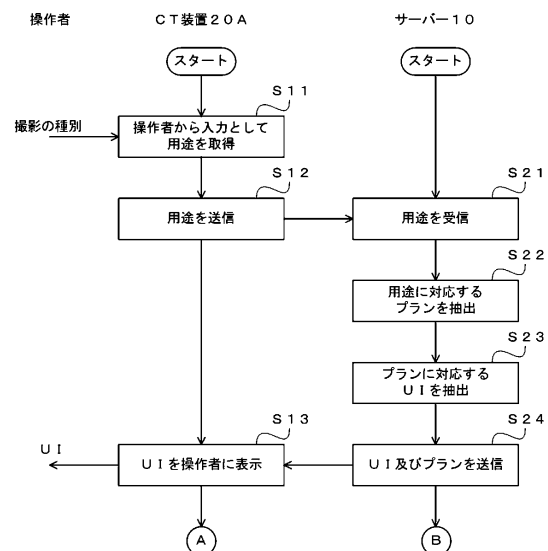 操作者
CT装置20A
サーバー10
スタート
スタート
S11
撮影の種別
操作者から入力として
用途を取得
S12
S21
用途を送信
用途を受信
S22
用途に対応する
プランを抽出
S23
プランに対応する
UIを抽出
S13
S24
UI
UIを操作者に表示
UI及びプランを送信
A
B